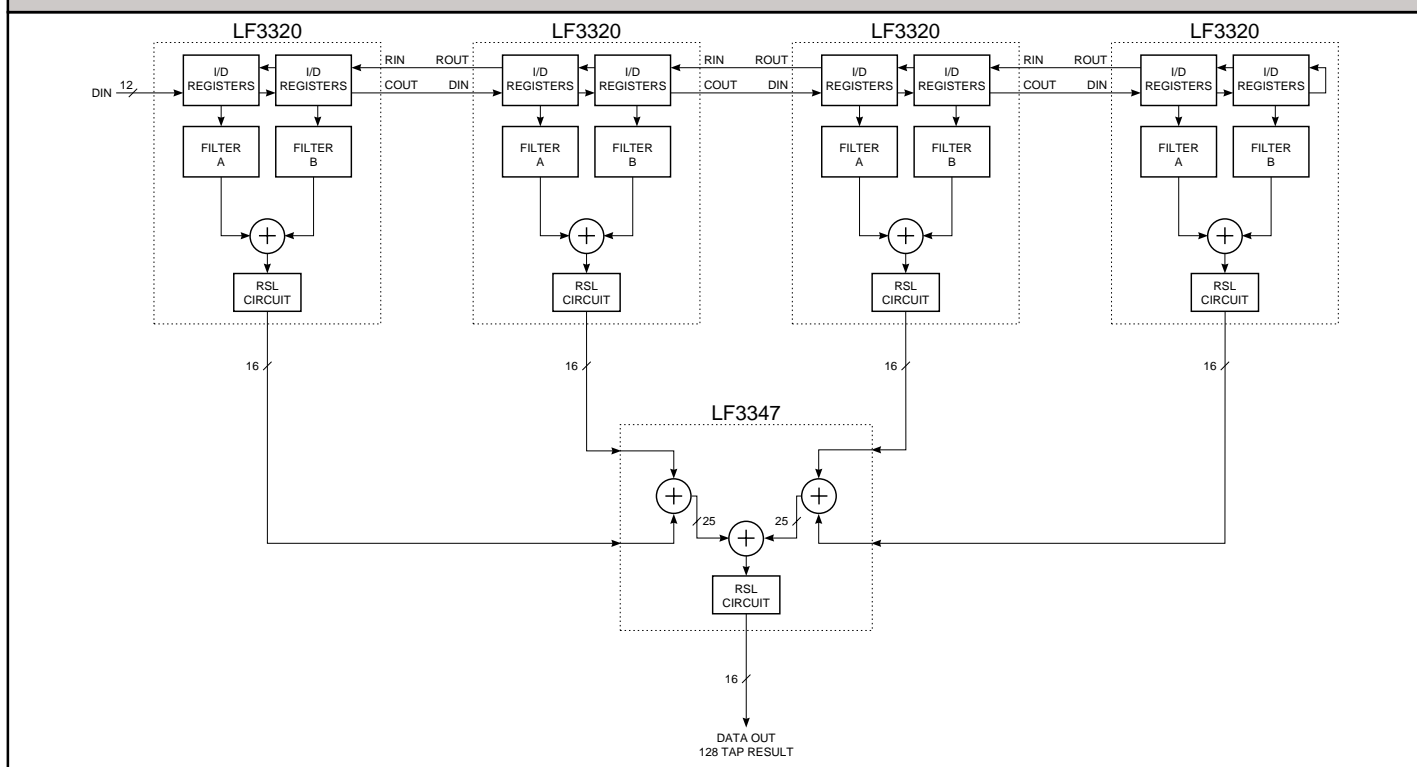 LF3320
LF3320
LF3320
LF3320
RIN ROUT
RIN ROUT
RIN ROUT
DIN 12
COUT DIN
COUT DIN
COUT DIN
I/D
REGISTERS
I/D
REGISTERS
I/D
REGISTERS
I/D
REGISTERS
I/D
REGISTERS
I/D
REGISTERS
I/D
REGISTERS
I/D
REGISTERS
FILTER
A
FILTER
B
FILTER
A
FILTER
B
FILTER
A
FILTER
B
FILTER
A
FILTER
B
RSL
CIRCUIT
RSL
CIRCUIT
RSL
CIRCUIT
RSL
CIRCUIT
16
16
16
16
LF3347
25
25
RSL
CIRCUIT
16
DATA OUT
128 TAP RESULT